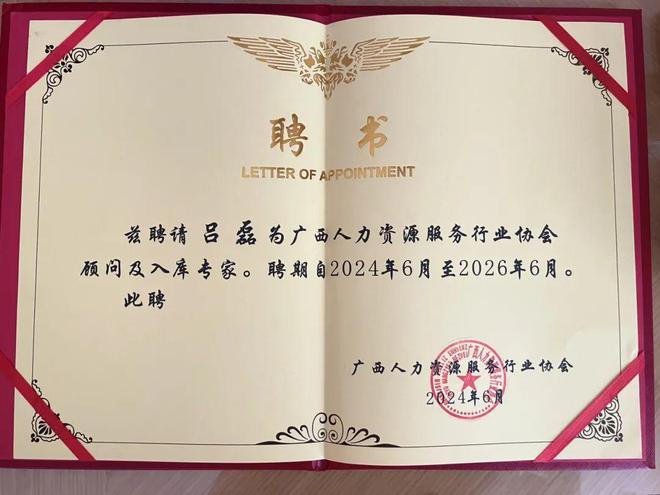 聘书
LETTER OF APPOINTMENT
兹聘请 吕 磊 为广西人力资源服务行业协会
顾问及入库专家。聘期自2024年6月至2026年6月。
此聘
广西人力资源服务行业协会
2024年6月